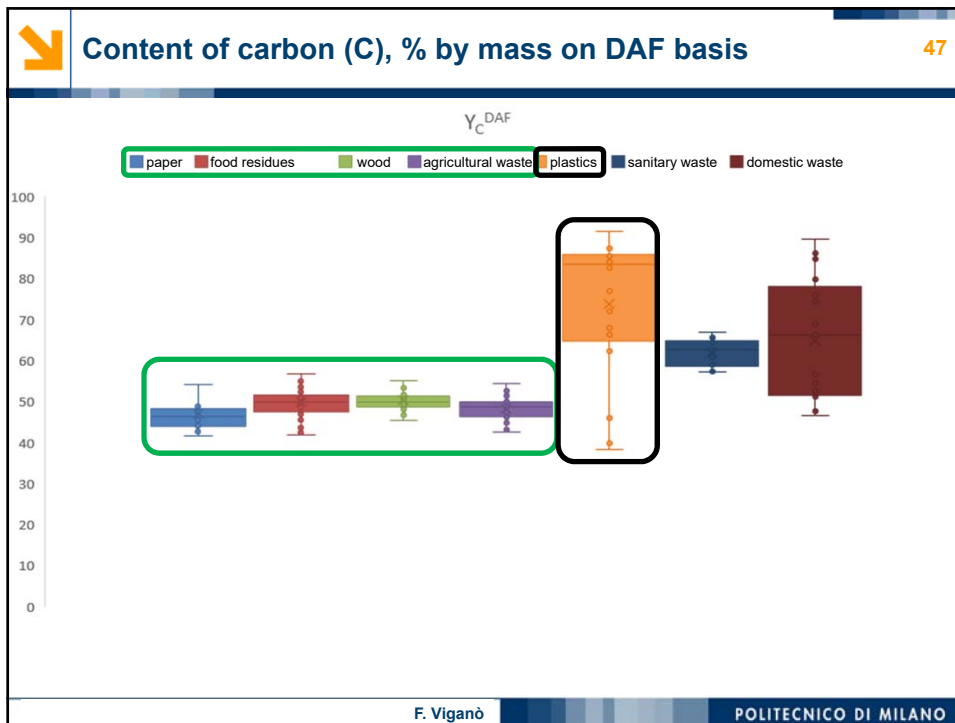 Content of carbon (C), % by mass on DAF basis
47
Y_C^DAF
paper food residues wood agricultural waste plastics sanitary waste domestic waste
100
90
80
70
60
50
40
30
20
10
0
F. Viganò
POLITECNICO DI MILANO